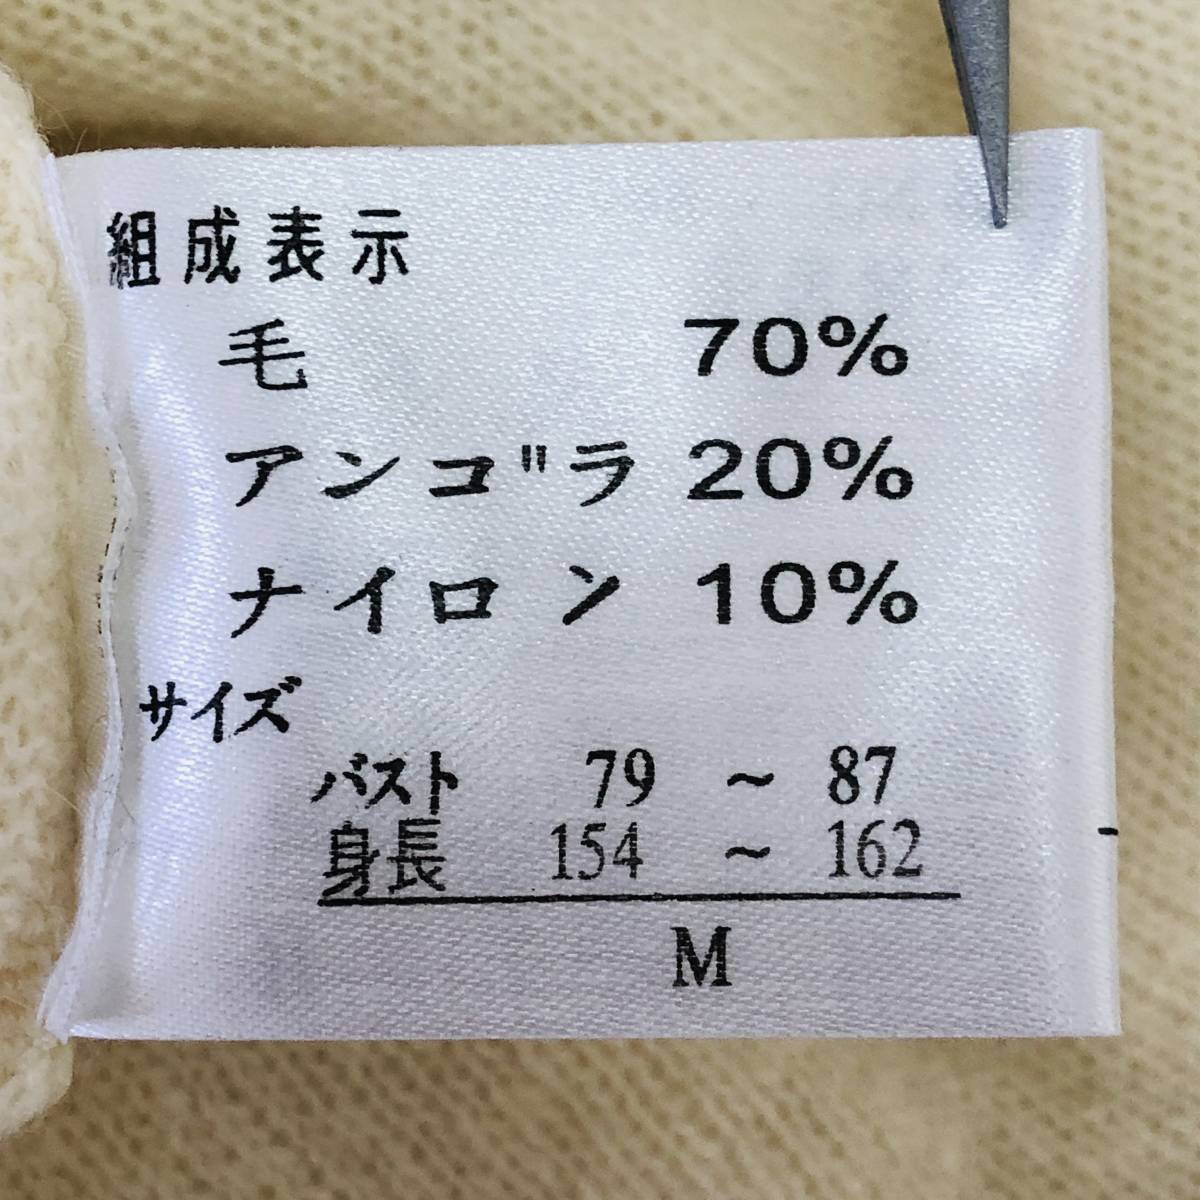 組成表示
毛 70%
アンゴラ 20%
ナイロン 10%
サイズ
バスト 79 ~ 87
身長 154 ~ 162
M